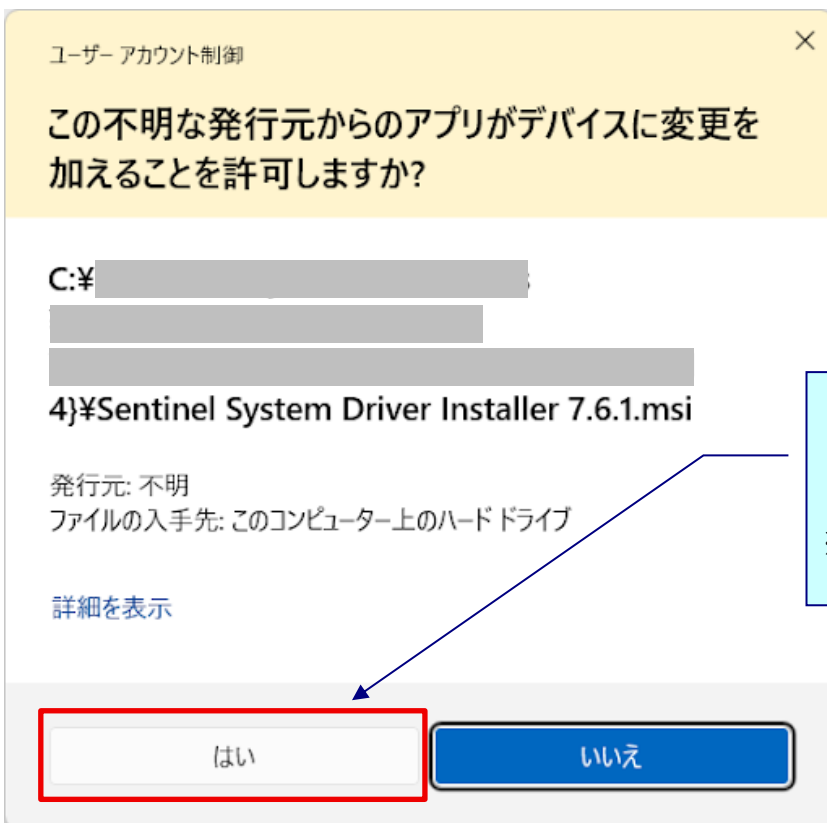 ユーザー アカウント制御
この不明な発行元からのアプリがデバイスに変更を
加えることを許可しますか?
C:¥
4}¥Sentinel System Driver Installer 7.6.1.msi
発行元: 不明
ファイルの入手先: このコンピューター上のハード ドライブ
詳細を表示
はい
いいえ